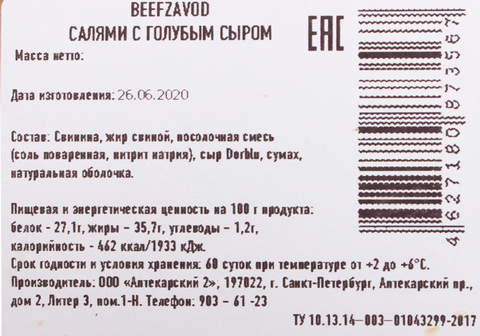 BEEFZAVOD
САЛЯМИ С ГОЛУБЫМ СЫРОМ
EAC
Масса нетто:
Дата изготовления: 26.06.2020
Состав: Свинина, жир свиной, посолочная смесь
(соль поваренная, нитрит натрия), сыр Dorblu, сумах,
натуральная оболочка.
Пищевая и энергетическая ценность на 100 г продукта:
белок - 27,1г, жиры - 35,7г, углеводы - 1,2г,
калорийность - 462 ккал/1933 кДж.
Срок годности и условия хранения: 60 суток при температуре от +2 до +6°С.
Производитель: ООО «Аптекарский 2», 197022, г. Санкт-Петербург, Аптекарский пр.,
дом 2, Литер 3, пом.1-Н. Телефон: 903 - 61 -23
ТУ 10.13.14-003-01043299-2017
4 627180 873567